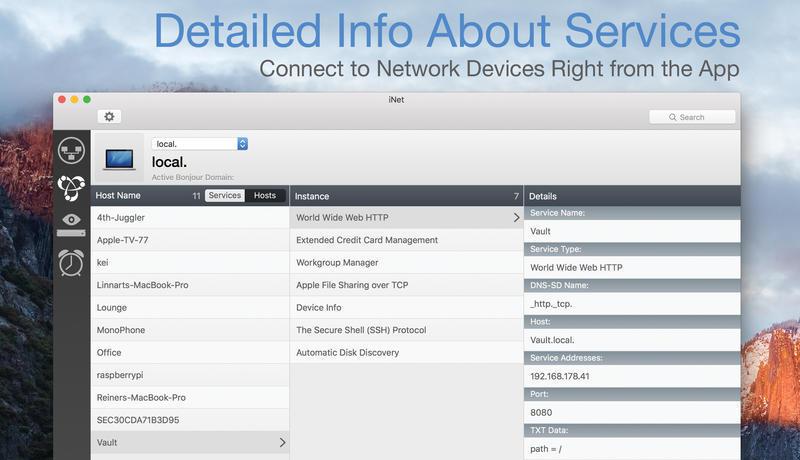 Detailed Info About Services
Connect to Network Devices Right from the App
iNet
Search
local.
local.
Active Bonjour Domain:
Host Name 11 Services Hosts
4th-Juggler
Apple-TV-77
kei
Linnarts-MacBook-Pro
Lounge
MonoPhone
Office
raspberrypi
Reiners-MacBook-Pro
SEC30CDA71B3D95
Vault
Instance 7
World Wide Web HTTP
Extended Credit Card Management
Workgroup Manager
Apple File Sharing over TCP
Device Info
The Secure Shell (SSH) Protocol
Automatic Disk Discovery
Details
Service Name:
Vault
Service Type:
World Wide Web HTTP
DNS-SD Name:
_http._tcp.
Host:
Vault.local.
Service Addresses:
192.168.178.41
Port:
8080
TXT Data:
path = /